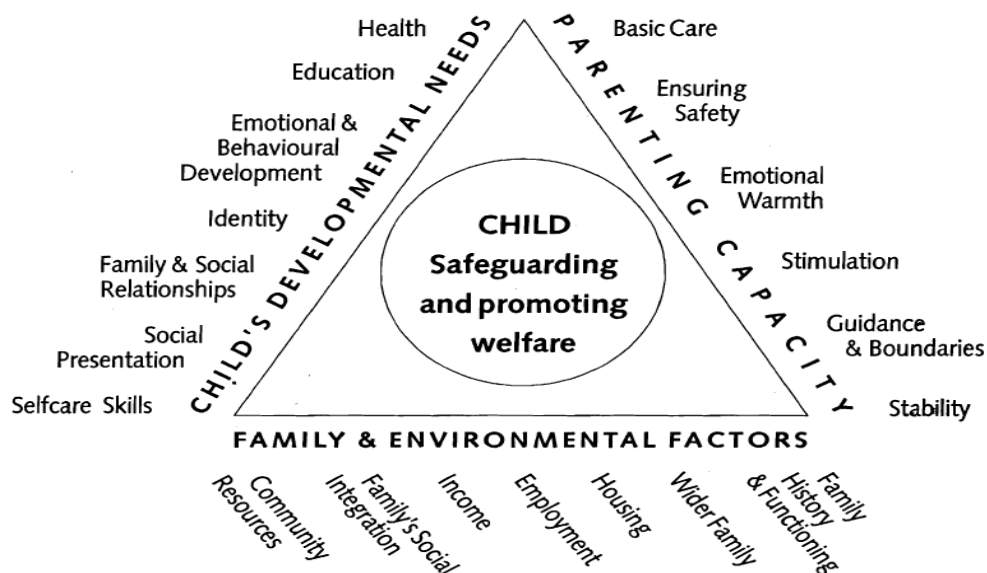 Health
Education
Emotional &
Behavioural
Development
Identity
Family & Social
Relationships
Social
Presentation
Selfcare Skills
CHILD'S DEVELOPMENTAL NEEDS
PARENTING CAPACITY
Basic Care
Ensuring
Safety
Emotional
Warmth
Stimulation
Guidance
& Boundaries
Stability
CHILD
Safeguarding
and promoting
welfare
FAMILY & ENVIRONMENTAL FACTORS
Community
Resources
Family's Social
Integration
Income
Employment
Housing
Wider Family
Family
History
& Functioning